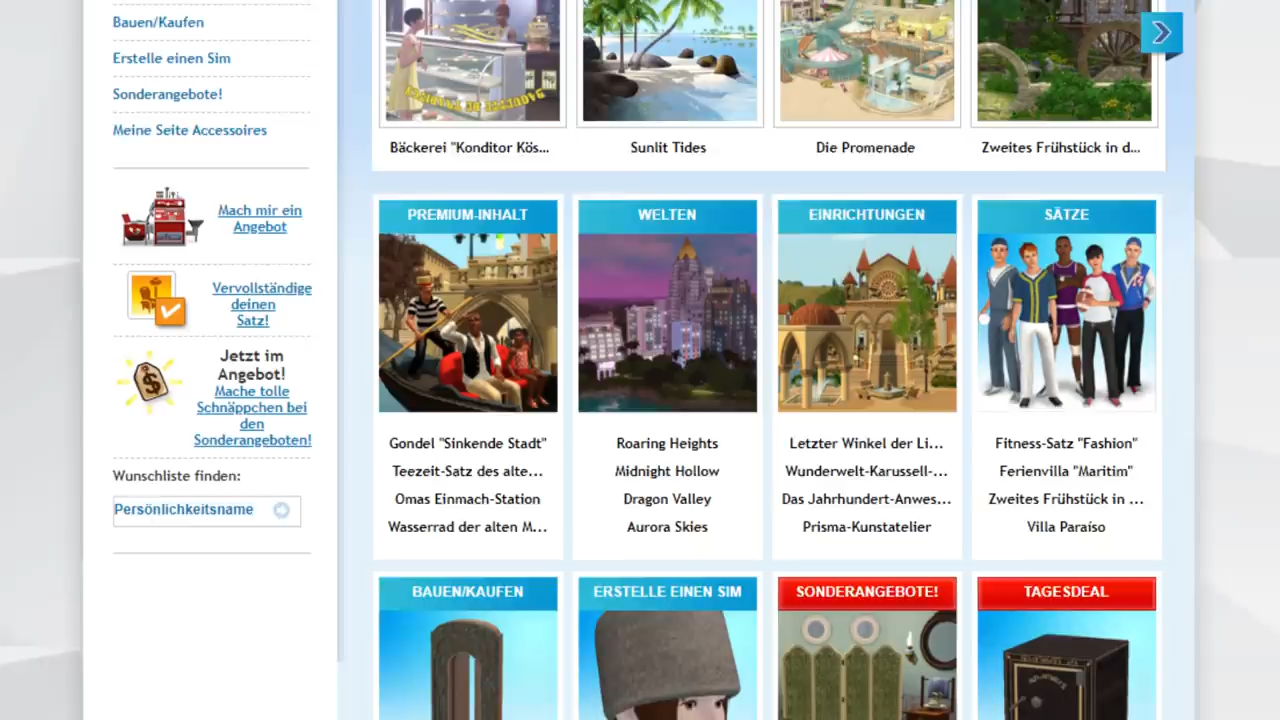 Bauen/Kaufen
Erstelle einen Sim
Sonderangebote!
Meine Seite Accessoires
Mach mir ein
Angebot
Vervollständige
deinen
Satz!
Jetzt im
Angebot!
Mache tolle
Schnäppchen bei
den
Sonderangeboten!
Wunschliste finden:
Persönlichkeitsname
Bäckerei "Konditor Kös...
Sunlit Tides
Die Promenade
Zweites Frühstück in d...
PREMIUM-INHALT
Gondel "Sinkende Stadt"
Teezeit-Satz des alte...
Omas Einmach-Station
Wasserrad der alten M...
WELTEN
Roaring Heights
Midnight Hollow
Dragon Valley
Aurora Skies
EINRICHTUNGEN
Letzter Winkel der Li...
Wunderwelt-Karussell-...
Das Jahrhundert-Anwes...
Prisma-Kunstatelier
SÄTZE
Fitness-Satz "Fashion"
Ferienvilla "Maritim"
Zweites Frühstück in ...
Villa Paraíso
BAUEN/KAUFEN
ERSTELLE EINEN SIM
SONDERANGEBOTE!
TAGESDEAL